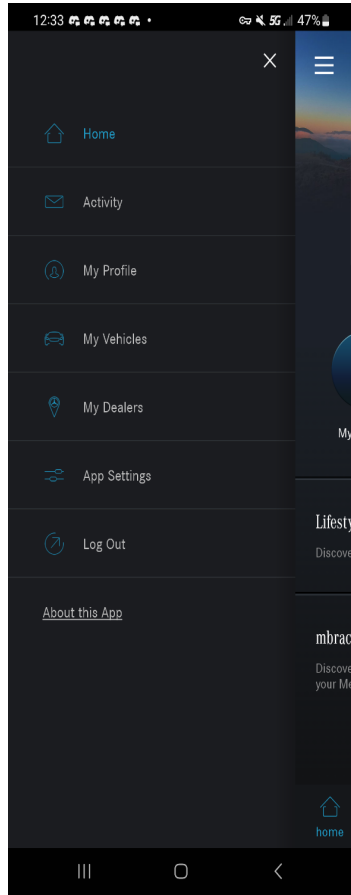 12:33
5G
47%
Home
Activity
My Profile
My Vehicles
My Dealers
App Settings
Log Out
About this App
My
Lifesty
Discove
mbrac
Discove
your Me
home